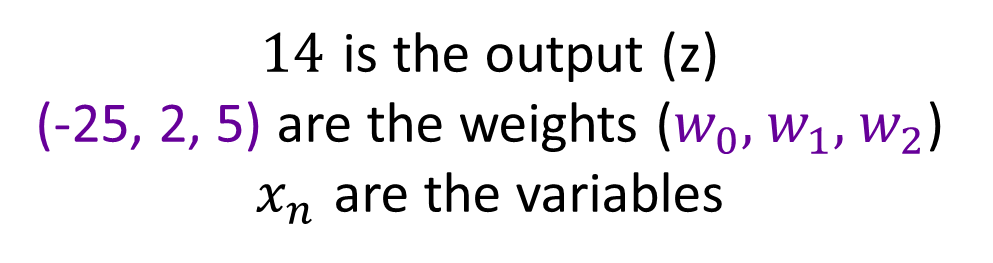 14 is the output (z)
(-25, 2, 5) are the weights (w₀, w₁, w₂)
xₙ are the variables